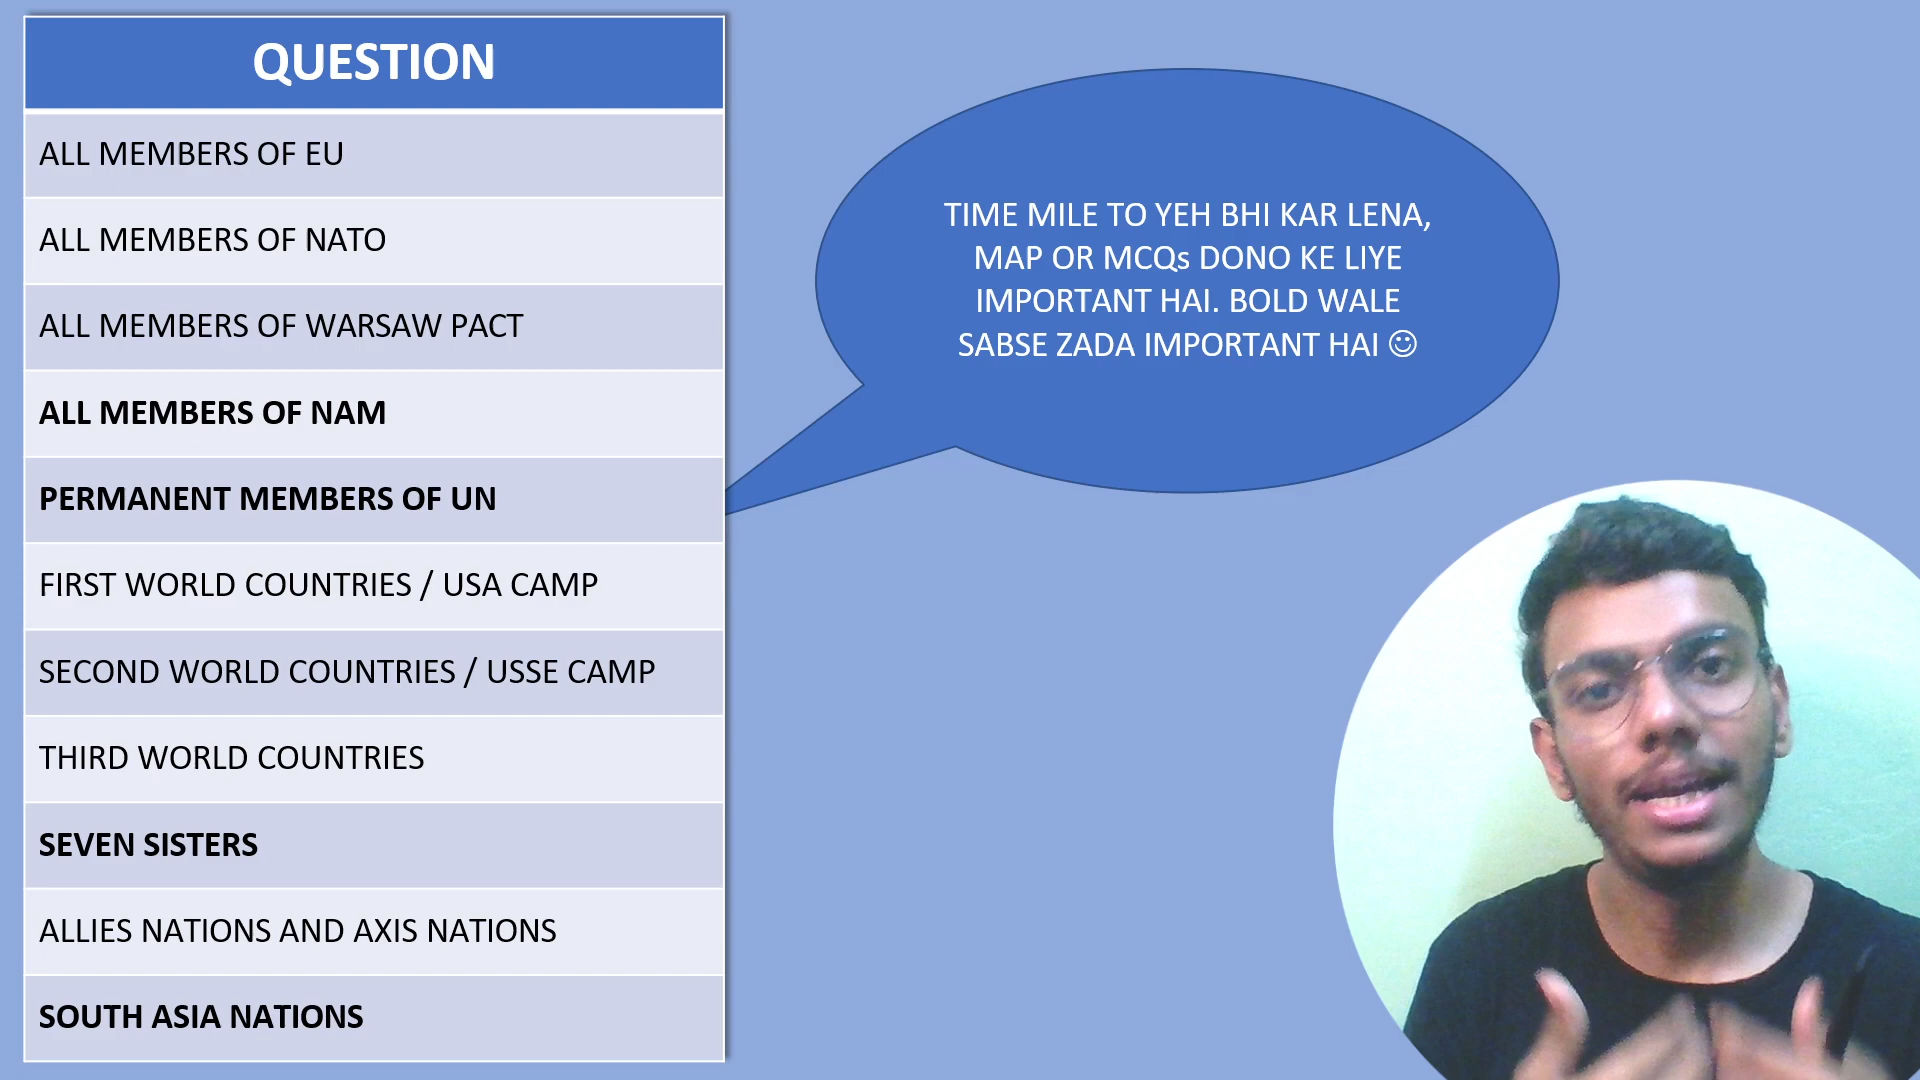 QUESTION
ALL MEMBERS OF EU
ALL MEMBERS OF NATO
ALL MEMBERS OF WARSAW PACT
ALL MEMBERS OF NAM
PERMANENT MEMBERS OF UN
FIRST WORLD COUNTRIES / USA CAMP
SECOND WORLD COUNTRIES / USSE CAMP
THIRD WORLD COUNTRIES
SEVEN SISTERS
ALLIES NATIONS AND AXIS NATIONS
SOUTH ASIA NATIONS
TIME MILE TO YEH BHI KAR LENA,
MAP OR MCQs DONO KE LIYE
IMPORTANT HAI. BOLD WALE
SABSE ZADA IMPORTANT HAI ☺